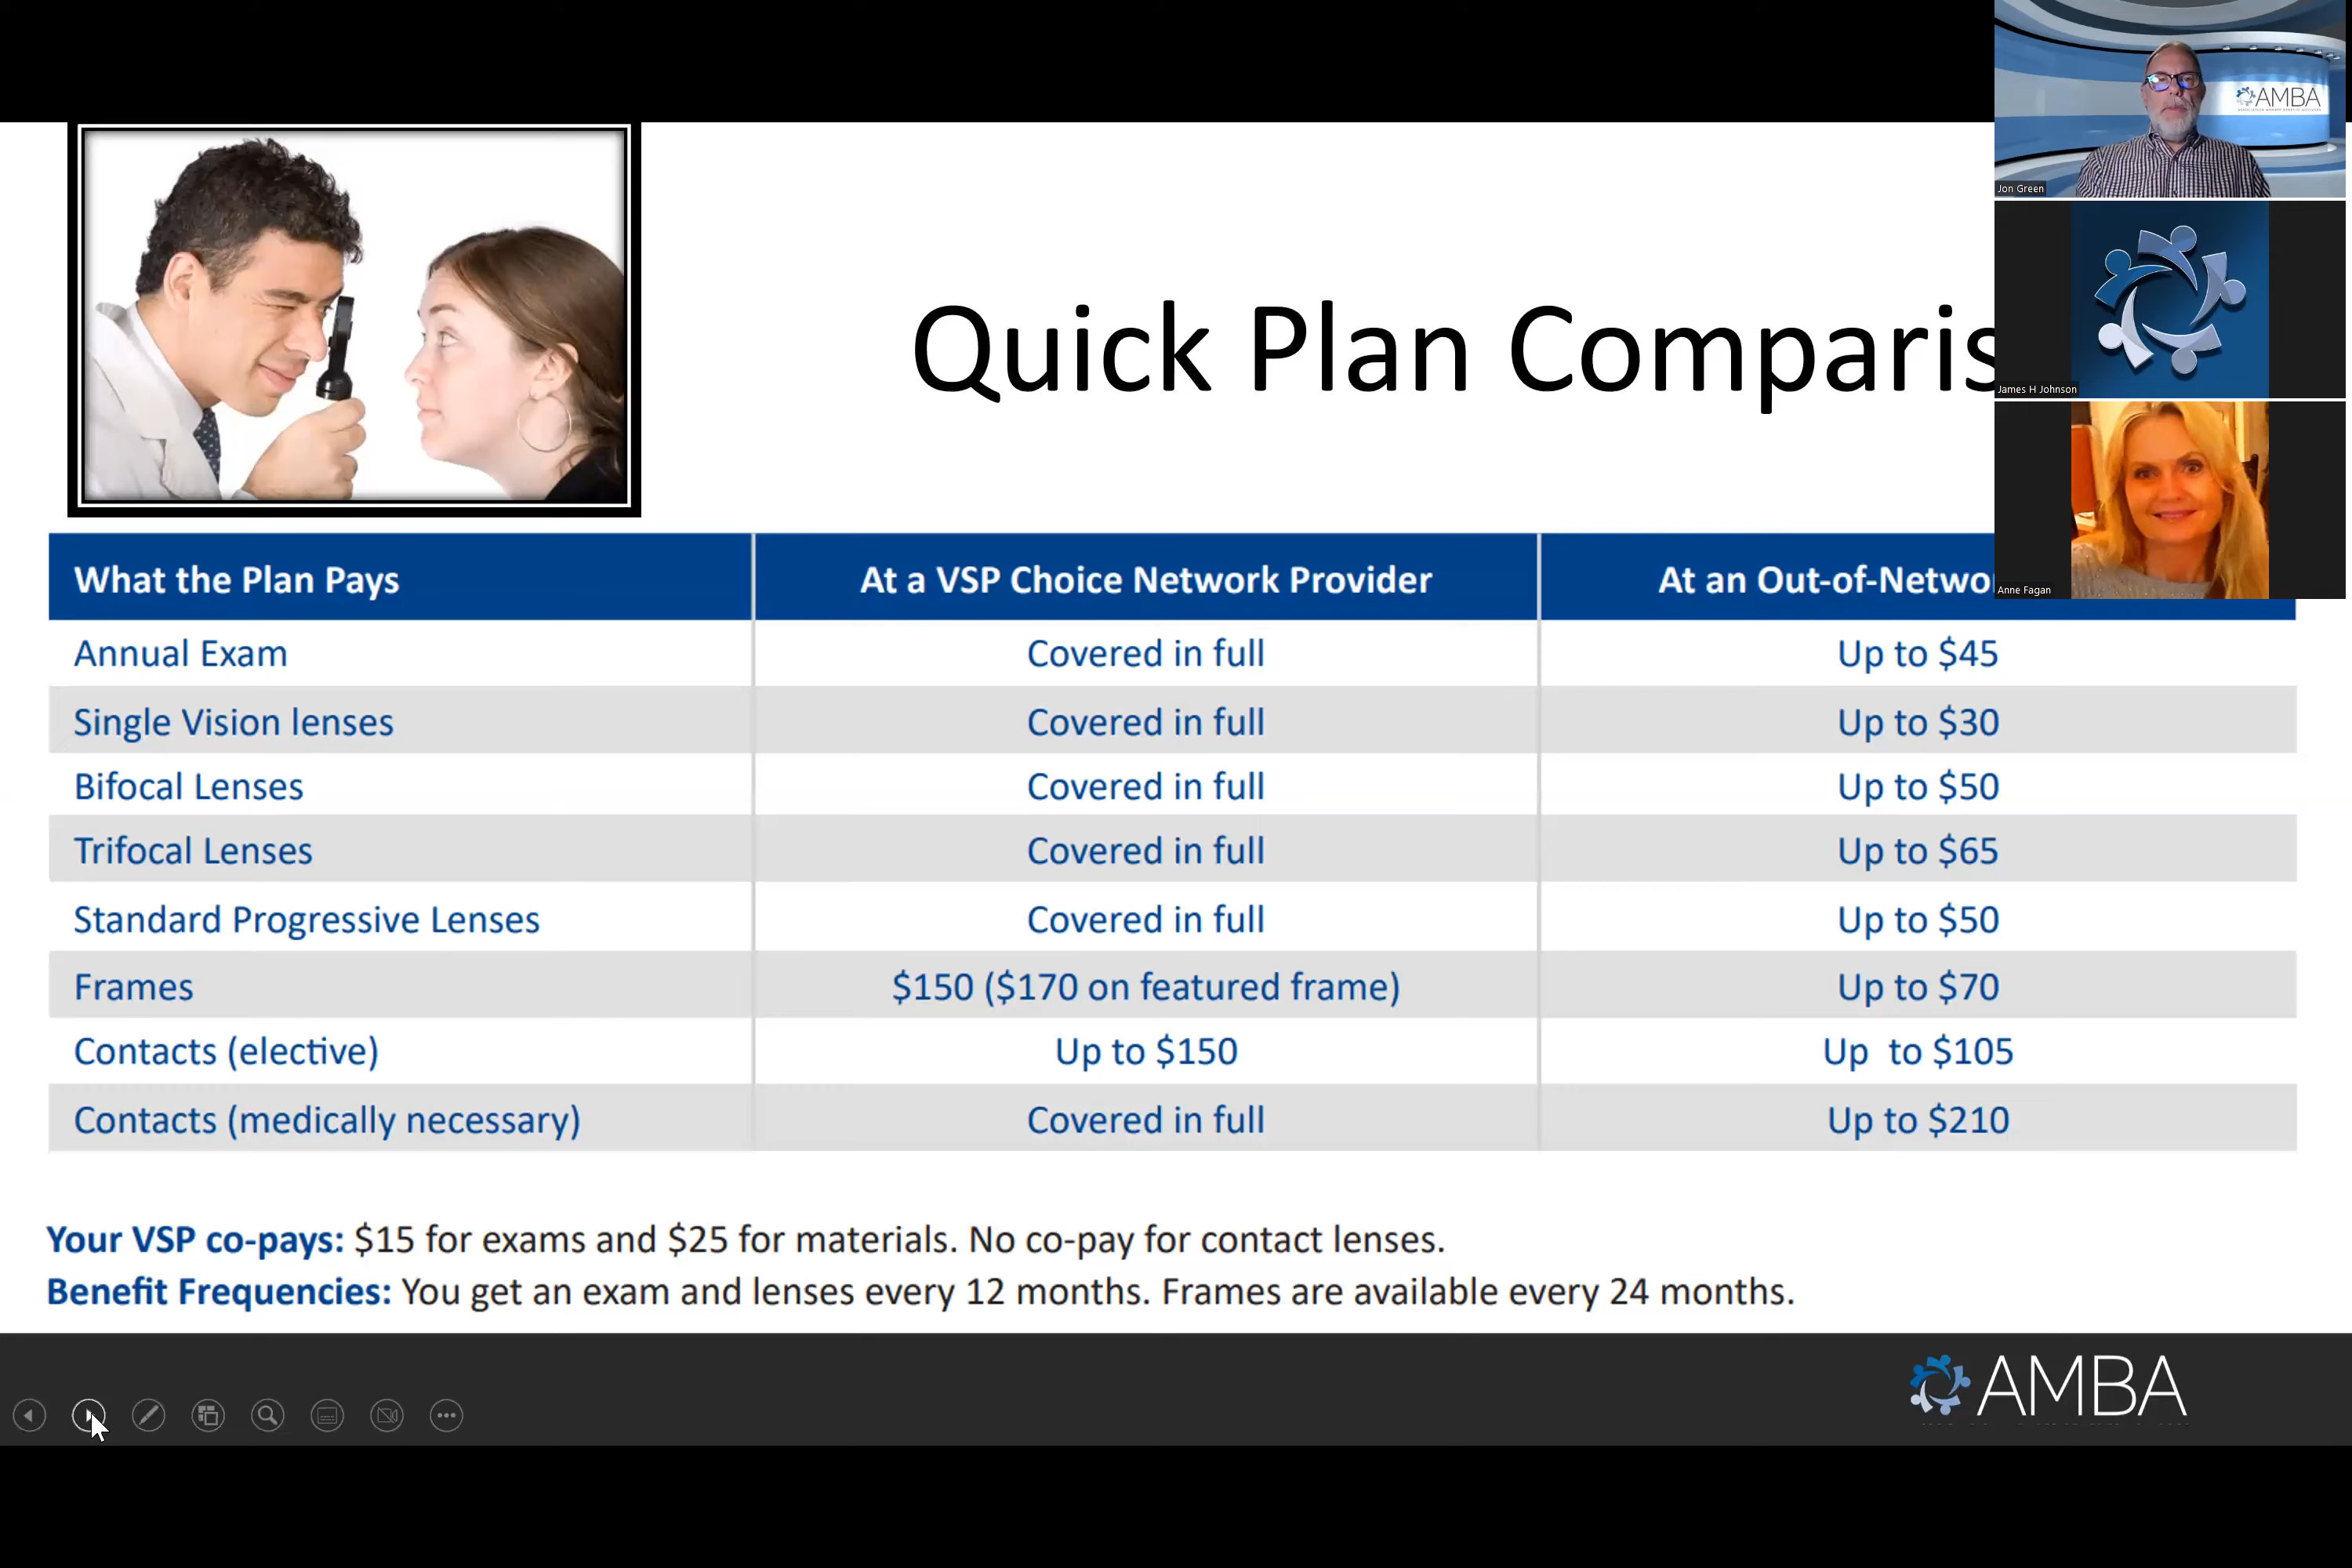 AMBA
Jon Green
James H Johnson
Anne Fagan
Quick Plan Comparis
What the Plan Pays At a VSP Choice Network Provider At an Out-of-Netwo
Annual Exam Covered in full Up to $45
Single Vision lenses Covered in full Up to $30
Bifocal Lenses Covered in full Up to $50
Trifocal Lenses Covered in full Up to $65
Standard Progressive Lenses Covered in full Up to $50
Frames $150 ($170 on featured frame) Up to $70
Contacts (elective) Up to $150 Up to $105
Contacts (medically necessary) Covered in full Up to $210
Your VSP co-pays: $15 for exams and $25 for materials. No co-pay for contact lenses.
Benefit Frequencies: You get an exam and lenses every 12 months. Frames are available every 24 months.
AMBA